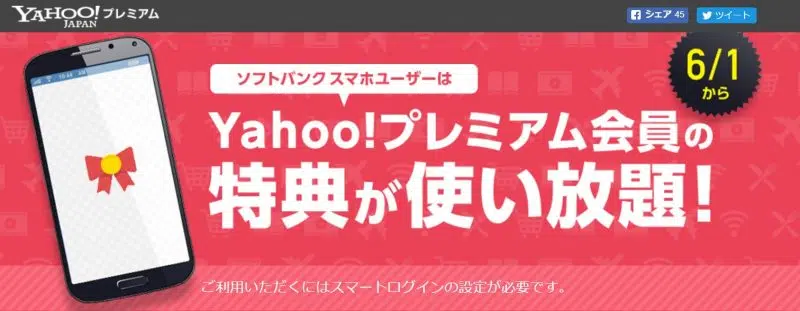 YAHOO! JAPAN プレミアム
シェア 45
ツイート
6/1
から
ソフトバンク スマホユーザーは
Yahoo!プレミアム会員の
特典が使い放題!
ご利用いただくにはスマートログインの設定が必要です。